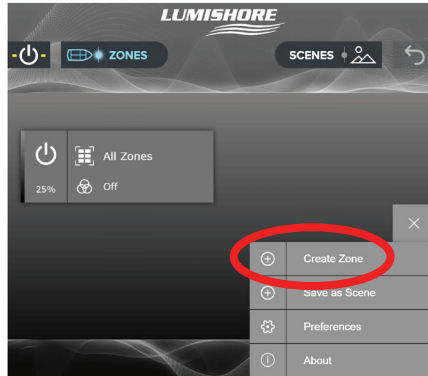 LUMISHORE
ZONES
SCENES
All Zones
25%
Off
Create Zone
Save as Scene
Preferences
About